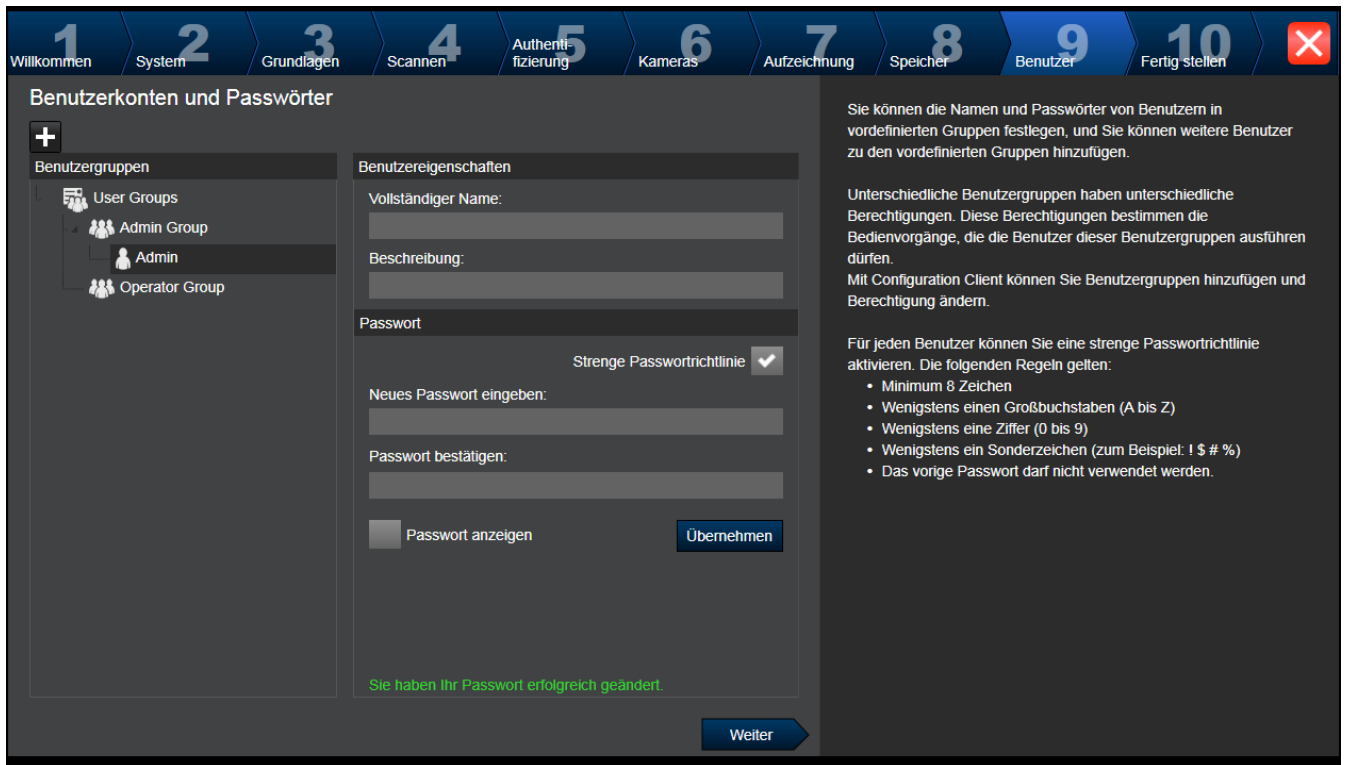 1
Willkommen
2
System
3
Grundlagen
4
Scannen
5
Authenti-
fizierung
6
Kameras
7
Aufzeichnung
8
Speicher
9
Benutzer
10
Fertig stellen
Benutzerkonten und Passwörter
Benutzergruppen
User Groups
Admin Group
Admin
Operator Group
Benutzereigenschaften
Vollständiger Name:
Beschreibung:
Passwort
Strenge Passwortrichtlinie
Neues Passwort eingeben:
Passwort bestätigen:
Passwort anzeigen
Übernehmen
Sie haben Ihr Passwort erfolgreich geändert.
Weiter
Sie können die Namen und Passwörter von Benutzern in
vordefinierten Gruppen festlegen, und Sie können weitere Benutzer
zu den vordefinierten Gruppen hinzufügen.
Unterschiedliche Benutzergruppen haben unterschiedliche
Berechtigungen. Diese Berechtigungen bestimmen die
Bedienvorgänge, die die Benutzer dieser Benutzergruppen ausführen
dürfen.
Mit Configuration Client können Sie Benutzergruppen hinzufügen und
Berechtigung ändern.
Für jeden Benutzer können Sie eine strenge Passwortrichtlinie
aktivieren. Die folgenden Regeln gelten:
• Minimum 8 Zeichen
• Wenigstens einen Großbuchstaben (A bis Z)
• Wenigstens eine Ziffer (0 bis 9)
• Wenigstens ein Sonderzeichen (zum Beispiel: ! $ # %)
• Das vorige Passwort darf nicht verwendet werden.